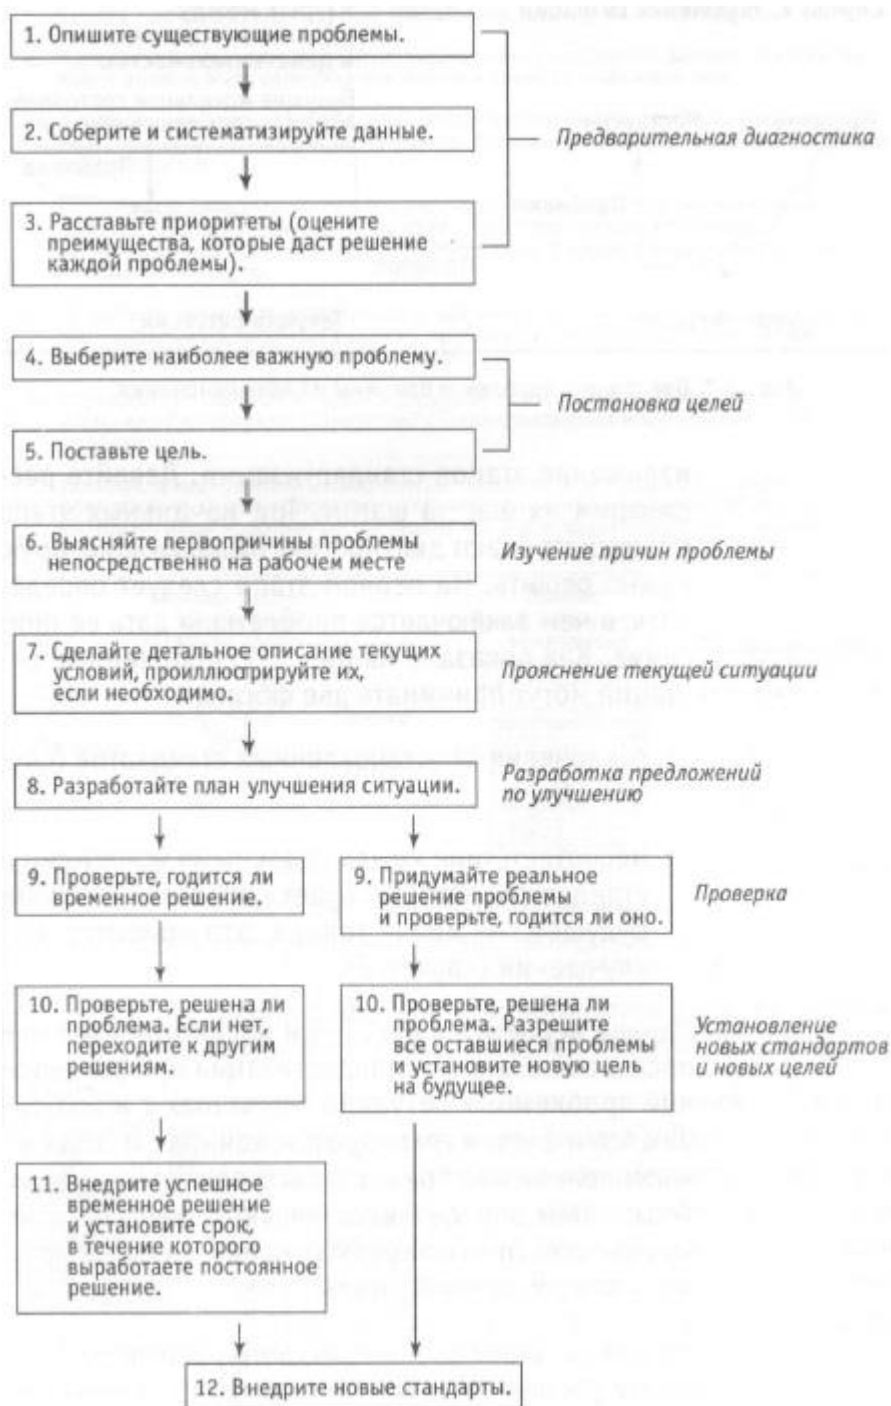 1. Опишите существующие проблемы.
2. Соберите и систематизируйте данные.
Предварительная диагностика
3. Расставьте приоритеты (оцените
преимущества, которые даст решение
каждой проблемы).
4. Выберите наиболее важную проблему.
Постановка целей
5. Поставьте цель.
6. Выясняйте первопричины проблемы
непосредственно на рабочем месте
Изучение причин проблемы
7. Сделайте детальное описание текущих
условий, проиллюстрируйте их,
если необходимо.
Прояснение текущей ситуации
8. Разработайте план улучшения ситуации.
Разработка предложений
по улучшению
9. Проверьте, годится ли
временное решение.
9. Придумайте реальное
решение проблемы
и проверьте, годится ли оно.
Проверка
10. Проверьте, решена ли
проблема. Если нет,
переходите к другим
решениям.
10. Проверьте, решена ли
проблема. Разрешите
все оставшиеся проблемы
и установите новую цель
на будущее.
Установление
новых стандартов
и новых целей
11. Внедрите успешное
временное решение
и установите срок,
в течение которого
выработаете постоянное
решение.
12. Внедрите новые стандарты.